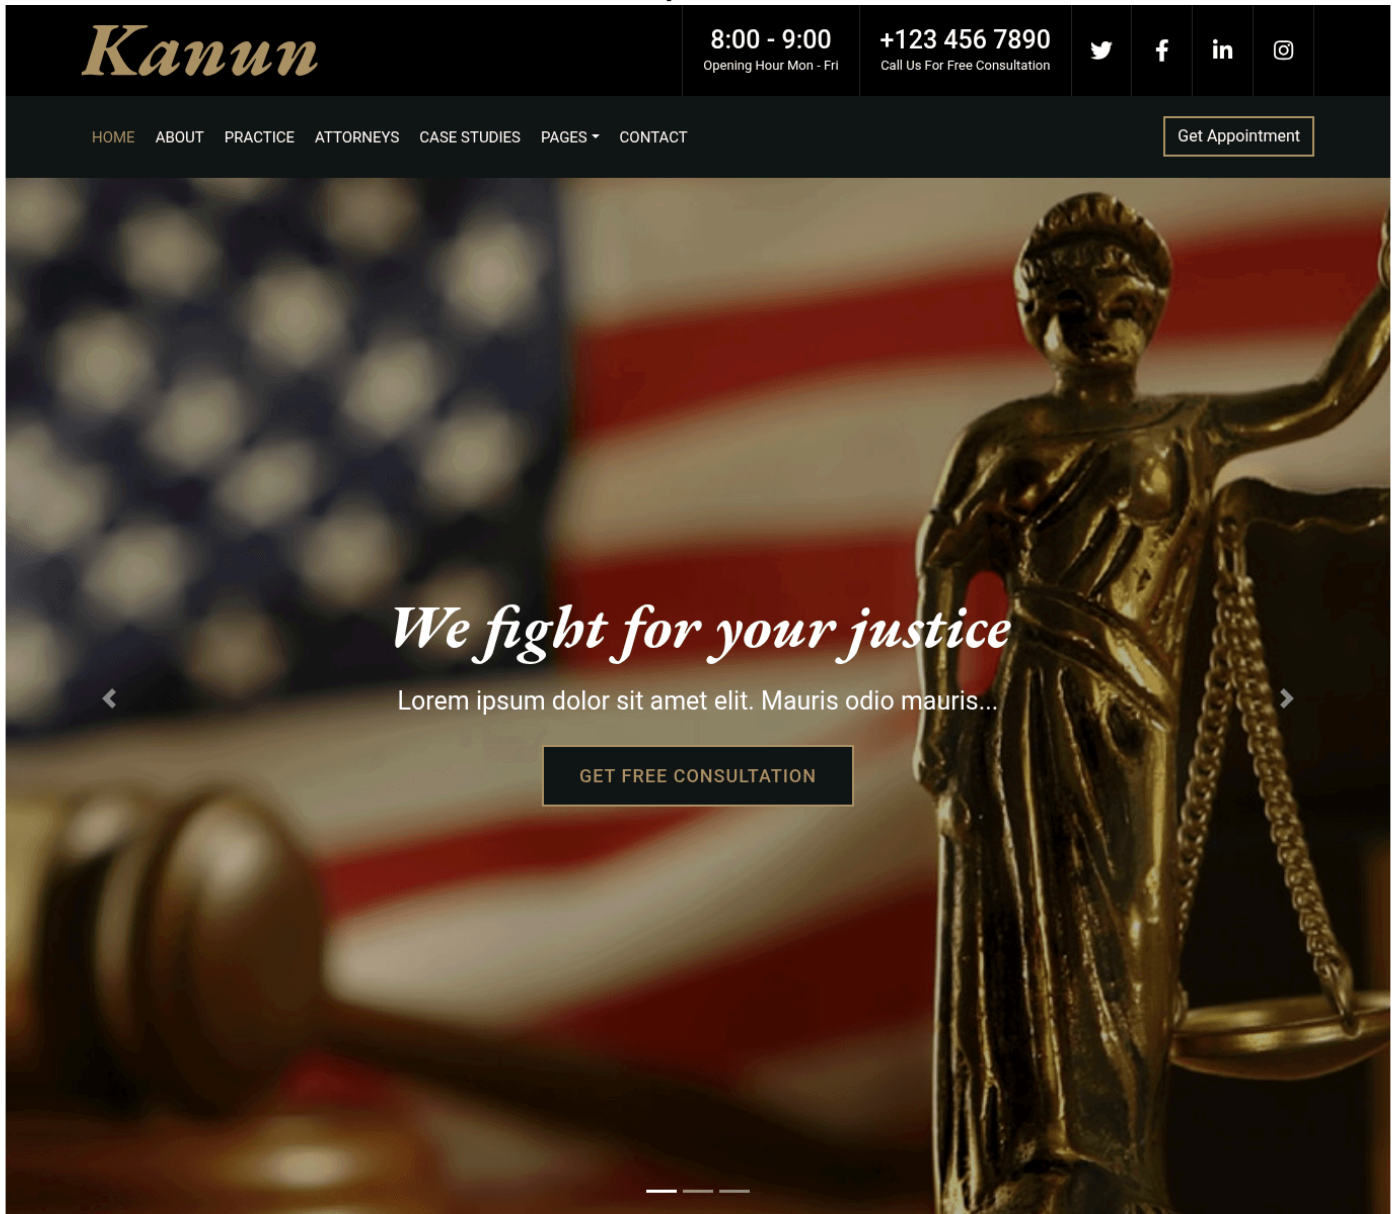 Kanun
8:00 - 9:00
Opening Hour Mon - Fri
+123 456 7890
Call Us For Free Consultation
HOME ABOUT PRACTICE ATTORNEYS CASE STUDIES PAGES CONTACT
Get Appointment
We fight for your justice
Lorem ipsum dolor sit amet elit. Mauris odio mauris...
GET FREE CONSULTATION